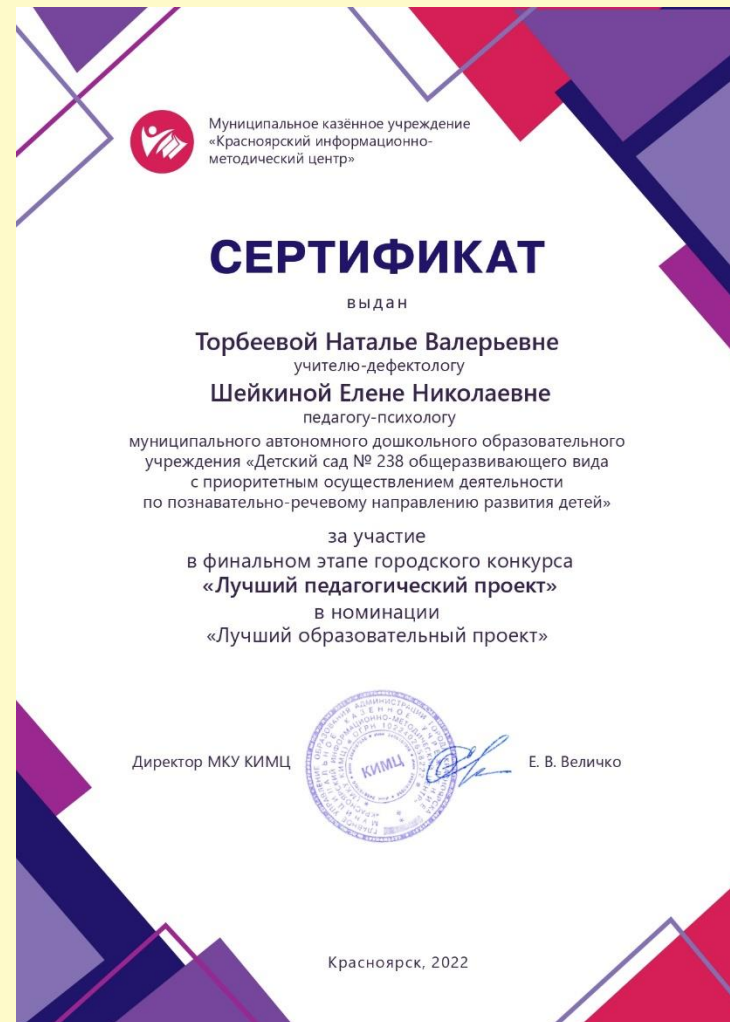 Муниципальное казённое учреждение
«Красноярский информационно-
методический центр»
СЕРТИФИКАТ
выдан
Торбеевой Наталье Валерьевне
учителю-дефектологу
Шейкиной Елене Николаевне
педагогу-психологу
муниципального автономного дошкольного образовательного
учреждения «Детский сад № 238 общеразвивающего вида
с приоритетным осуществлением деятельности
по познавательно-речевому направлению развития детей»
за участие
в финальном этапе городского конкурса
«Лучший педагогический проект»
в номинации
«Лучший образовательный проект»
Директор МКУ КИМЦ
КИМЦ
Е. В. Величко
Красноярск, 2022